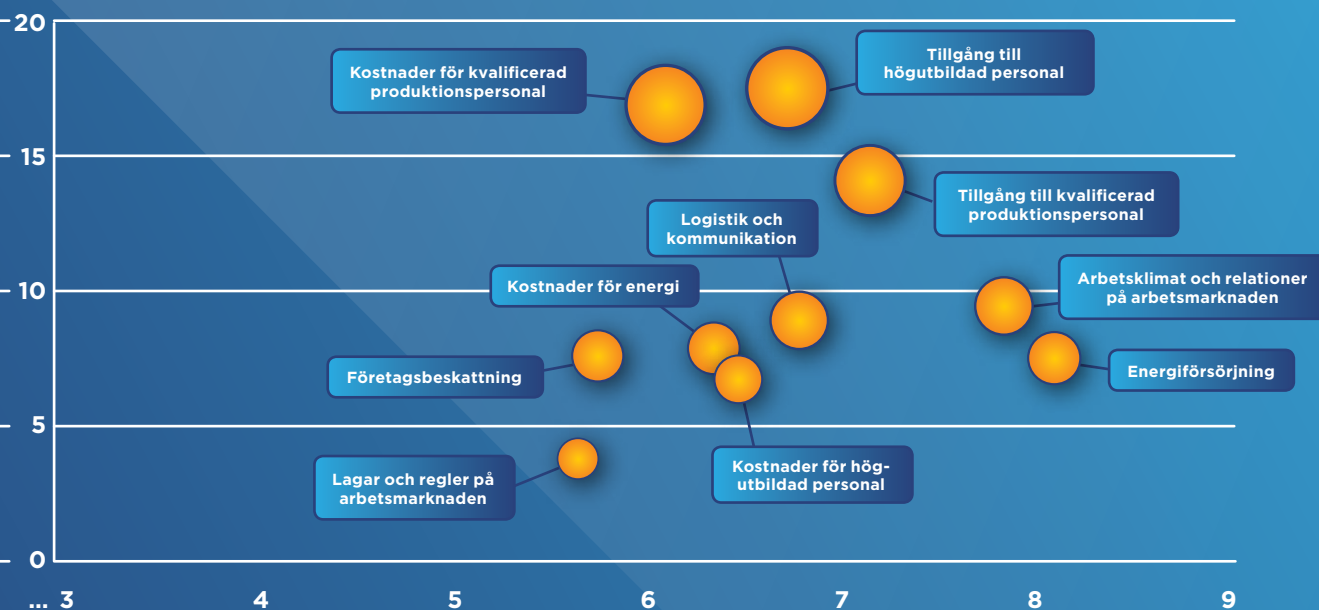 20
Kostnader för kvalificerad
produktionspersonal
Tillgång till
högutbildad personal
15
Tillgång till kvalificerad
produktionspersonal
Logistik och
kommunikation
10
Kostnader för energi
Arbetsklimat och relationer
på arbetsmarknaden
Företagsbeskattning
Energiförsörjning
5
Lagar och regler på
arbetsmarknaden
Kostnader för hög-
utbildad personal
0
... 3 4 5 6 7 8 9